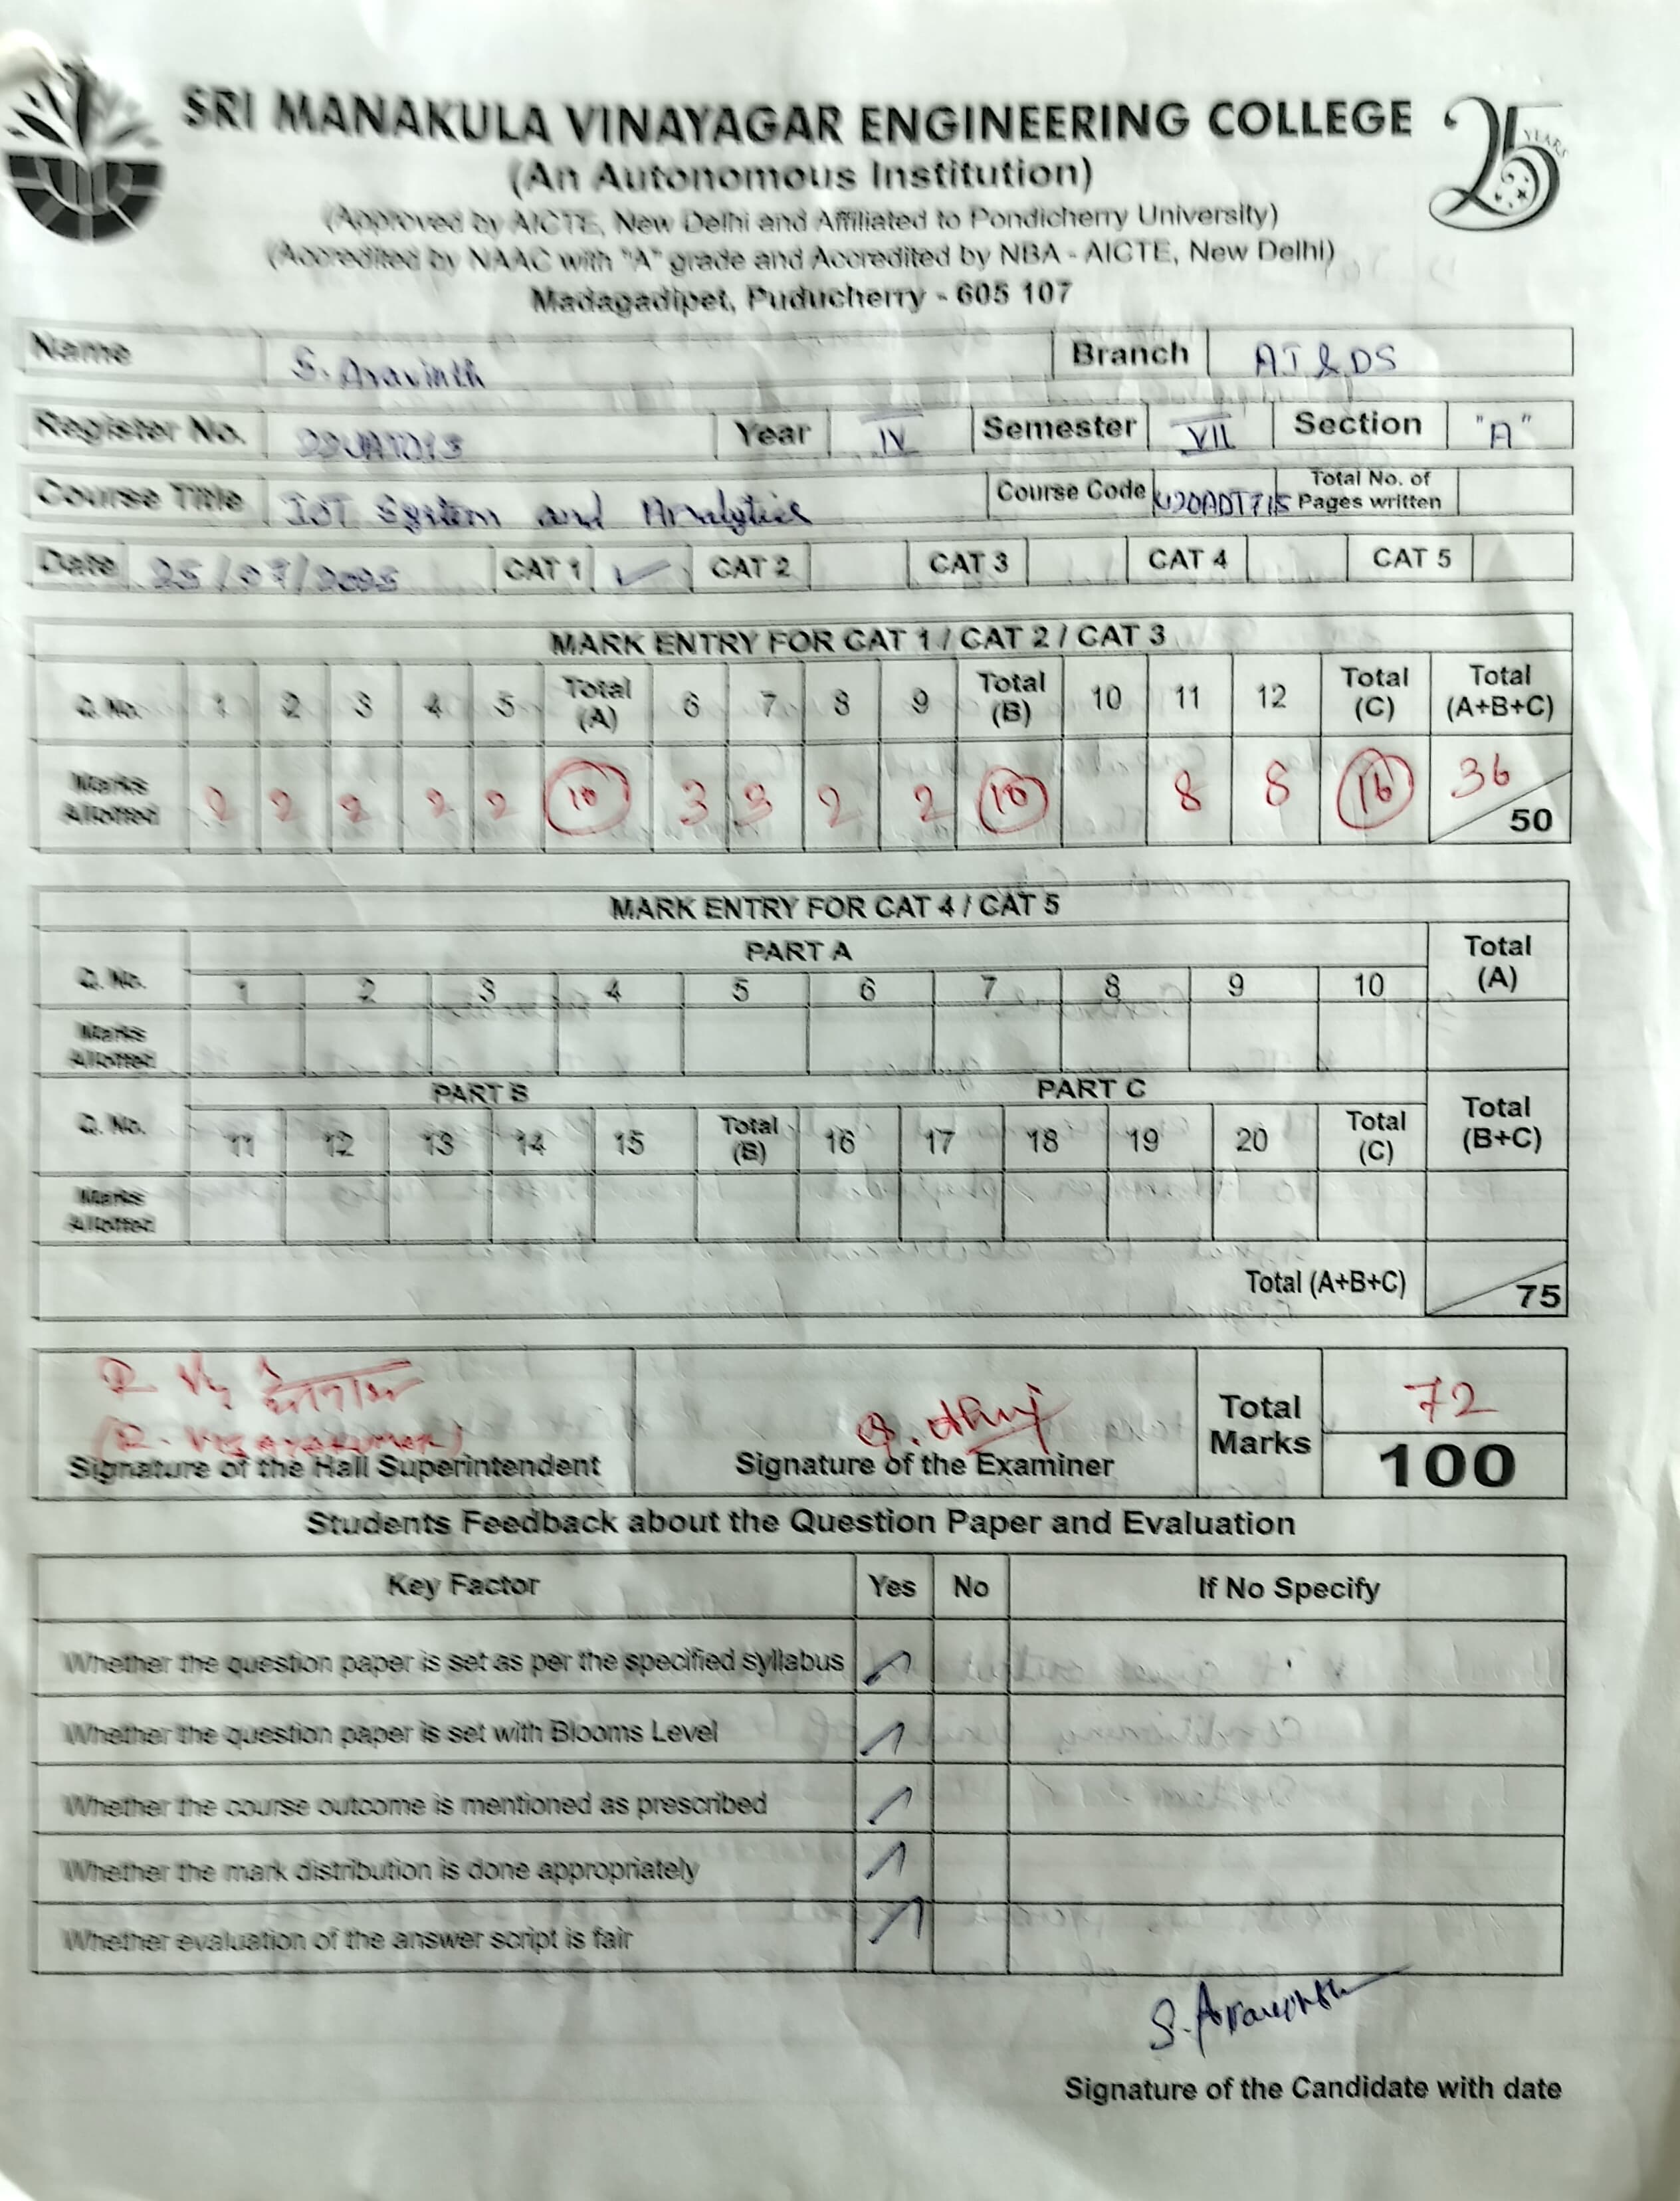 SRI MANAKULA VINAYAGAR ENGINEERING COLLEGE
25 YEARS
(An Autonomous Institution)
(Approved by AICTE, New Delhi and Affiliated to Pondicherry University)
(Accredited by NAAC with "A" grade and Accredited by NBA - AICTE, New Delhi)
Madagadipet, Puducherry - 605 107
Name S. Aravinth Branch AI & DS
Register No. Year IV Semester VII Section "A"
Course Title IOT System and Analytics Course Code U20ADT715 Total No. of Pages written
Date 25/07/2025 CAT 1 ✓ CAT 2 CAT 3 CAT 4 CAT 5
MARK ENTRY FOR CAT 1 / CAT 2 / CAT 3
Q. No. 1 2 3 4 5 Total (A) 6 7 8 9 Total (B) 10 11 12 Total (C) Total (A+B+C)
Marks Allotted 2 2 2 2 2 10 3 3 2 2 10 8 8 16 36 / 50
MARK ENTRY FOR CAT 4 / CAT 5
PART A
Q. No. 1 2 3 4 5 6 7 8 9 10 Total (A)
Marks Allotted
PART B PART C
Q. No. 11 12 13 14 15 Total (B) 16 17 18 19 20 Total (C) Total (B+C)
Marks Allotted
Total (A+B+C) 75
Total Marks 72 / 100
Signature of the Hall Superintendent Signature of the Examiner
Students Feedback about the Question Paper and Evaluation
Key Factor Yes No If No Specify
Whether the question paper is set as per the specified syllabus ✓
Whether the question paper is set with Blooms Level ✓
Whether the course outcome is mentioned as prescribed ✓
Whether the mark distribution is done appropriately ✓
Whether evaluation of the answer script is fair ✓
S. Aravinth
Signature of the Candidate with date